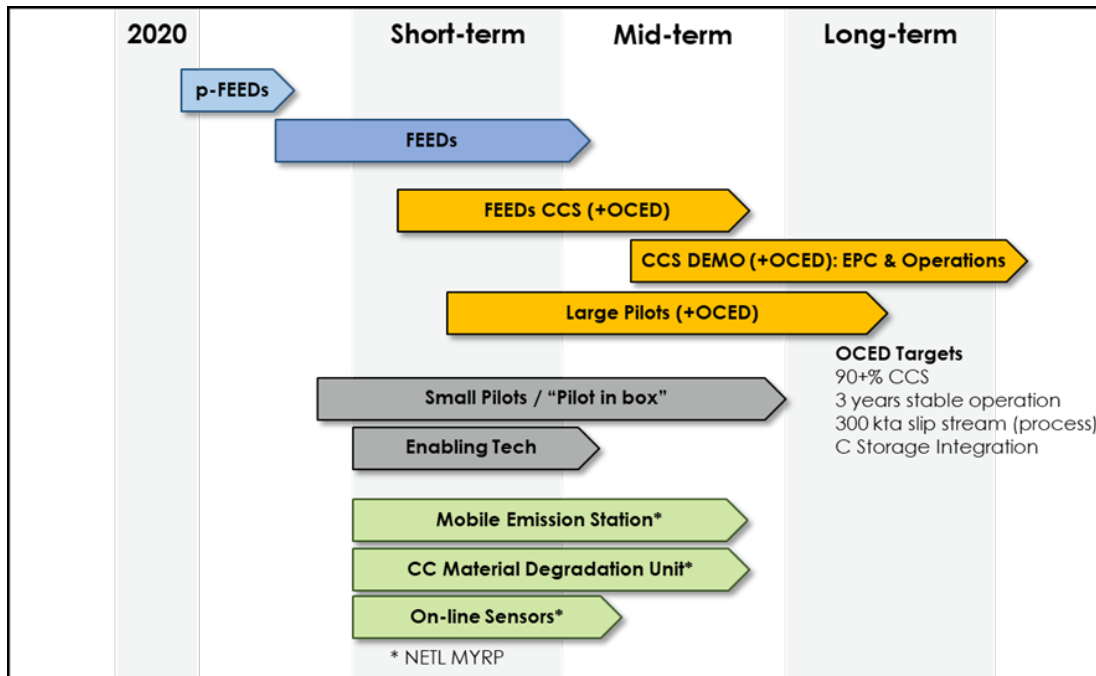 2020 Short-term Mid-term Long-term
p-FEEDs
FEEDs
FEEDs CCS (+OCED)
CCS DEMO (+OCED): EPC & Operations
Large Pilots (+OCED)
OCED Targets
90+% CCS
3 years stable operation
300 kta slip stream (process)
C Storage Integration
Small Pilots / “Pilot in box”
Enabling Tech
Mobile Emission Station*
CC Material Degradation Unit*
On-line Sensors*
* NETL MYRP